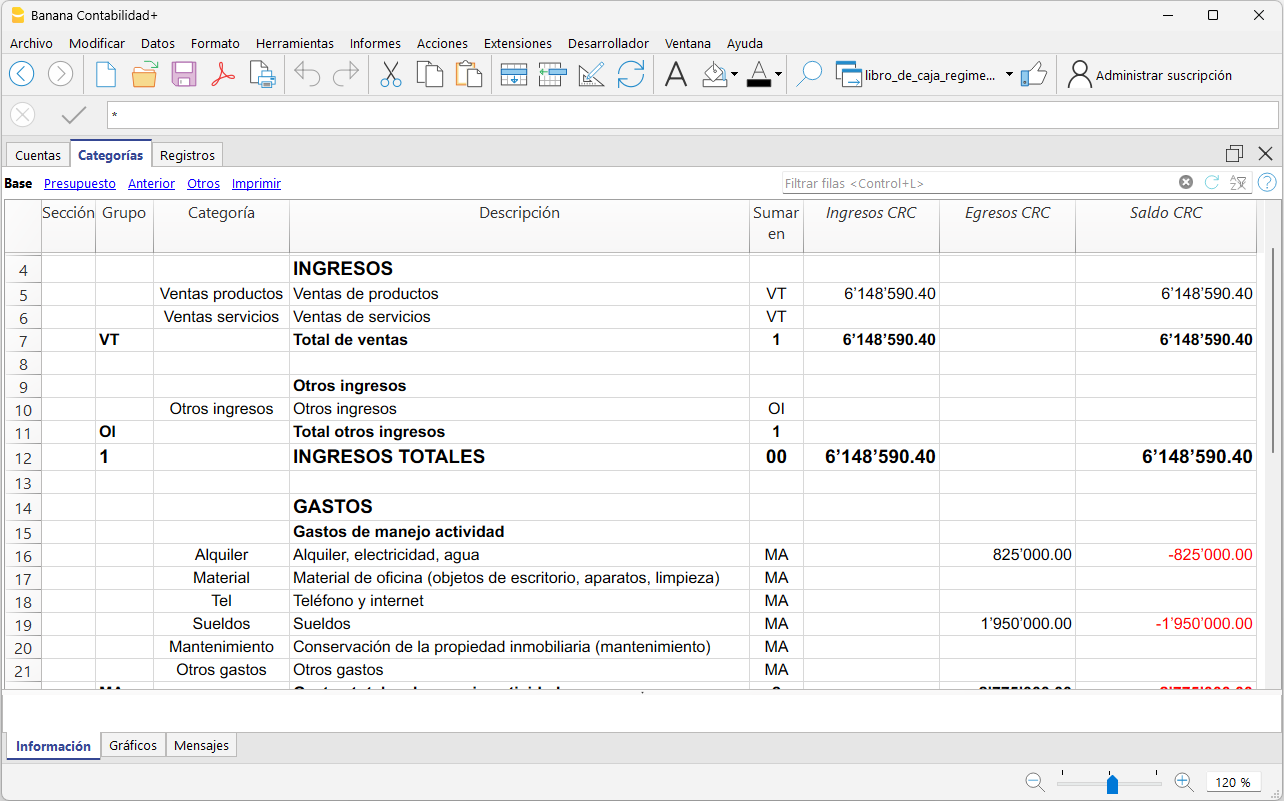 Banana Contabilidad+
Archivo Modificar Datos Formato Herramientas Informes Acciones Extensiones Desarrollador Ventana Ayuda
libro_de_caja_regime... Administrar suscripción
*
Cuentas Categorías Registros
Base Presupuesto Anterior Otros Imprimir Filtrar filas <Control+L>
Sección Grupo Categoría Descripción Sumar en Ingresos CRC Egresos CRC Saldo CRC
4 INGRESOS
5 Ventas productos Ventas de productos VT 6’148’590.40 6’148’590.40
6 Ventas servicios Ventas de servicios VT
7 VT Total de ventas 1 6’148’590.40 6’148’590.40
8
9 Otros ingresos
10 Otros ingresos Otros ingresos OI
11 OI Total otros ingresos 1
12 1 INGRESOS TOTALES 00 6’148’590.40 6’148’590.40
13
14 GASTOS
15 Gastos de manejo actividad
16 Alquiler Alquiler, electricidad, agua MA 825’000.00 -825’000.00
17 Material Material de oficina (objetos de escritorio, aparatos, limpieza) MA
18 Tel Teléfono y internet MA
19 Sueldos Sueldos MA 1’950’000.00 -1’950’000.00
20 Mantenimiento Conservación de la propiedad inmobiliaria (mantenimiento) MA
21 Otros gastos Otros gastos MA
Información Gráficos Mensajes
120 %